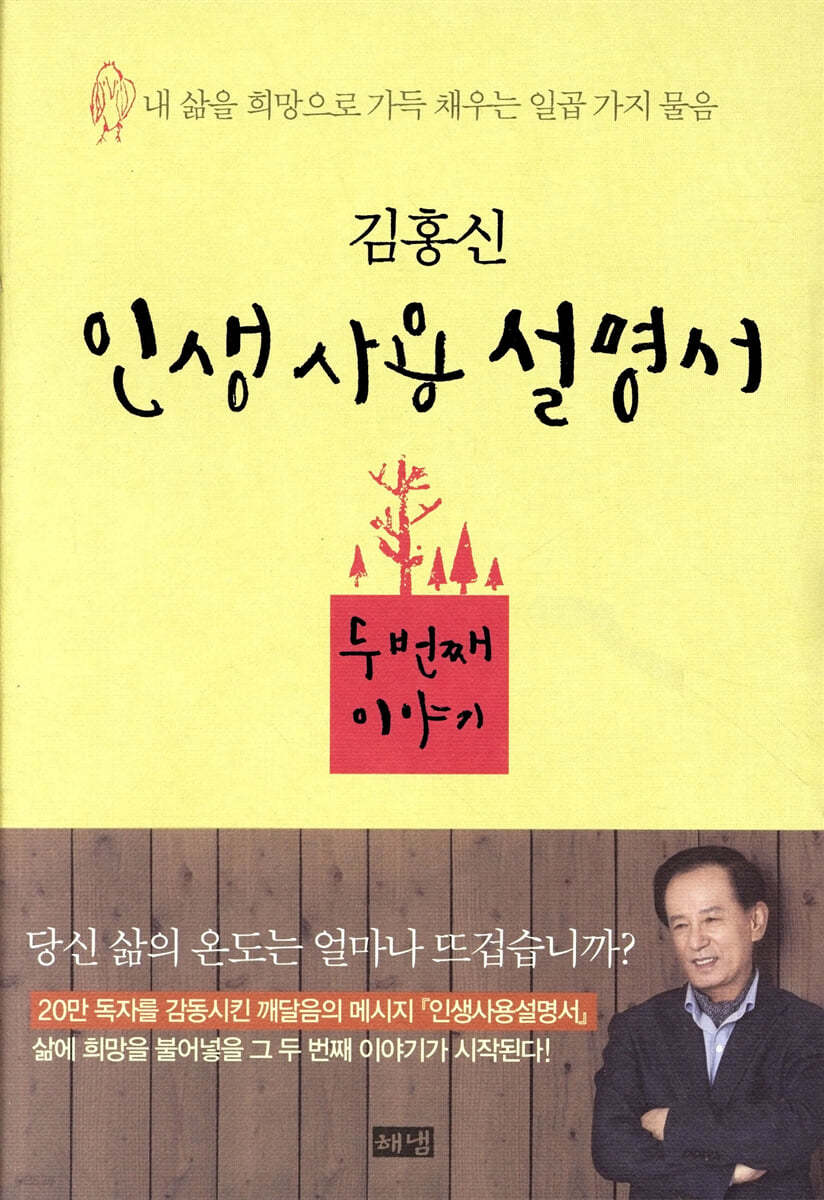 내 삶을 희망으로 가득 채우는 일곱 가지 물음
김홍신
인생사용설명서
두번째
이야기
당신 삶의 온도는 얼마나 뜨겁습니까?
20만 독자를 감동시킨 깨달음의 메시지 『인생사용설명서』
삶에 희망을 불어넣을 그 두 번째 이야기가 시작된다!
해냄